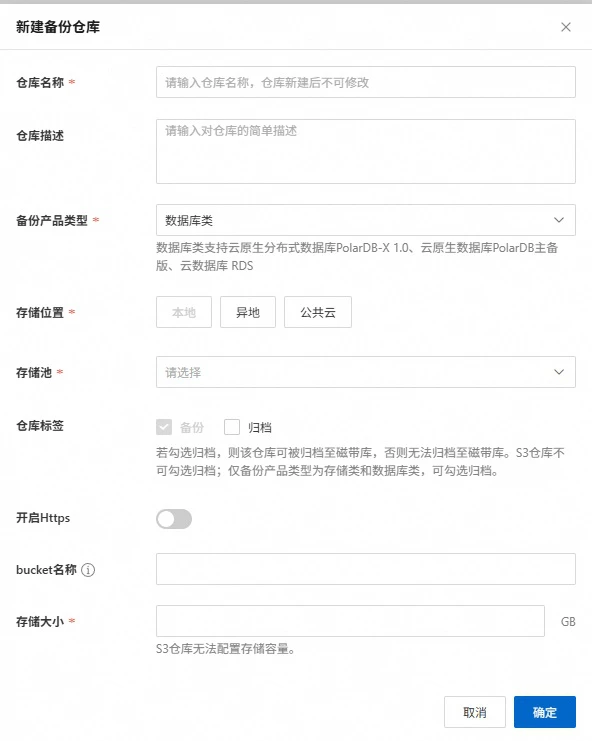 新建备份仓库
仓库名称 *
请输入仓库名称，仓库新建后不可修改
仓库描述
请输入对仓库的简单描述
备份产品类型 *
数据库类
数据库类支持云原生分布式数据库PolarDB-X 1.0、云原生数据库PolarDB主备
版、云数据库 RDS
存储位置 *
本地 异地 公共云
存储池 *
请选择
仓库标签
备份 归档
若勾选归档，则该仓库可被归档至磁带库，否则无法归档至磁带库。S3仓库不
可勾选归档；仅备份产品类型为存储类和数据库类，可勾选归档。
开启Https
bucket名称
存储大小 *
GB
S3仓库无法配置存储容量。
取消 确定